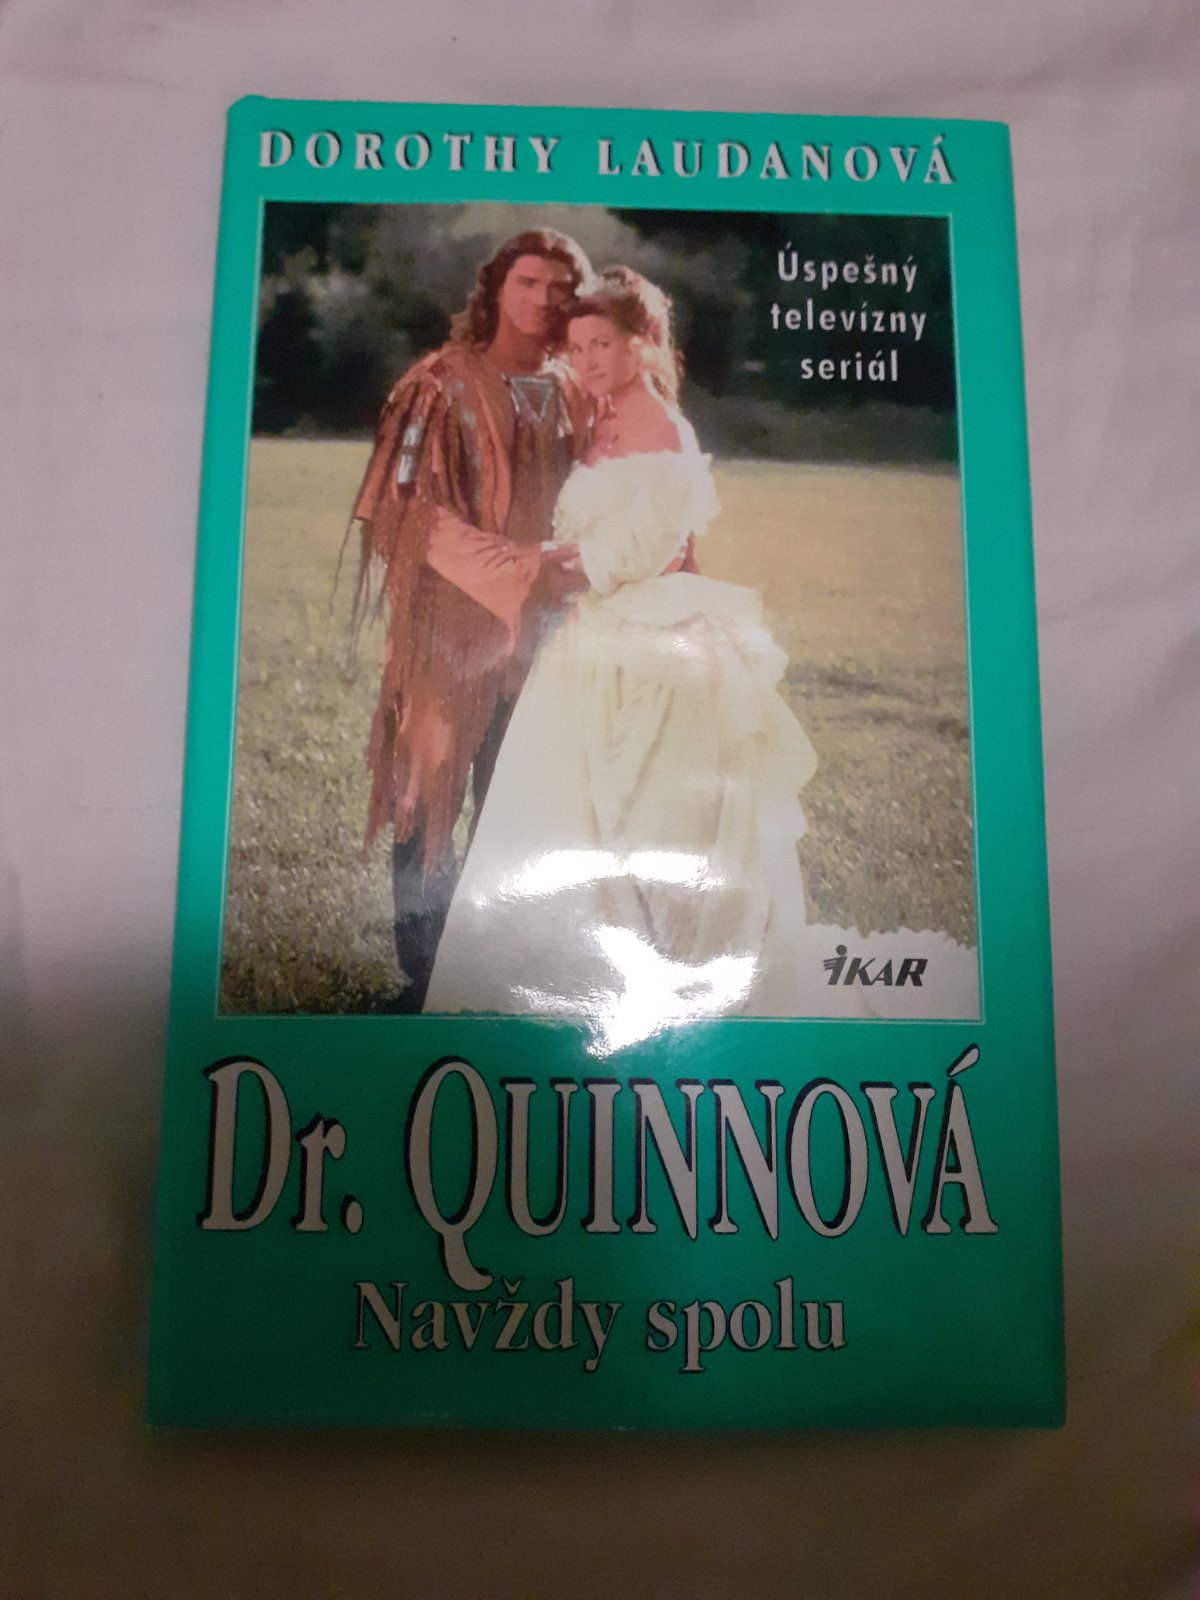 DOROTHY LAUDANOVÁ
Úspešný
televízny
seriál
iKAR
Dr. QUINNOVÁ
Navždy spolu